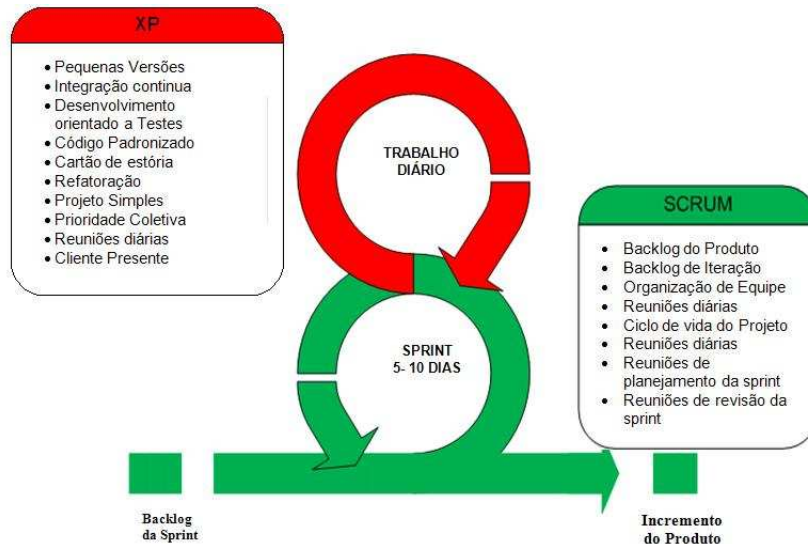 XP
• Pequenas Versões
• Integração continua
• Desenvolvimento
orientado a Testes
• Código Padronizado
• Cartão de estória
• Refatoração
• Projeto Simples
• Prioridade Coletiva
• Reuniões diárias
• Cliente Presente
TRABALHO
DIÁRIO
SPRINT
5- 10 DIAS
SCRUM
• Backlog do Produto
• Backlog de Iteração
• Organização de Equipe
• Reuniões diárias
• Ciclo de vida do Projeto
• Reuniões diárias
• Reuniões de
planejamento da sprint
• Reuniões de revisão da
sprint
Backlog
da Sprint
Incremento
do Produto